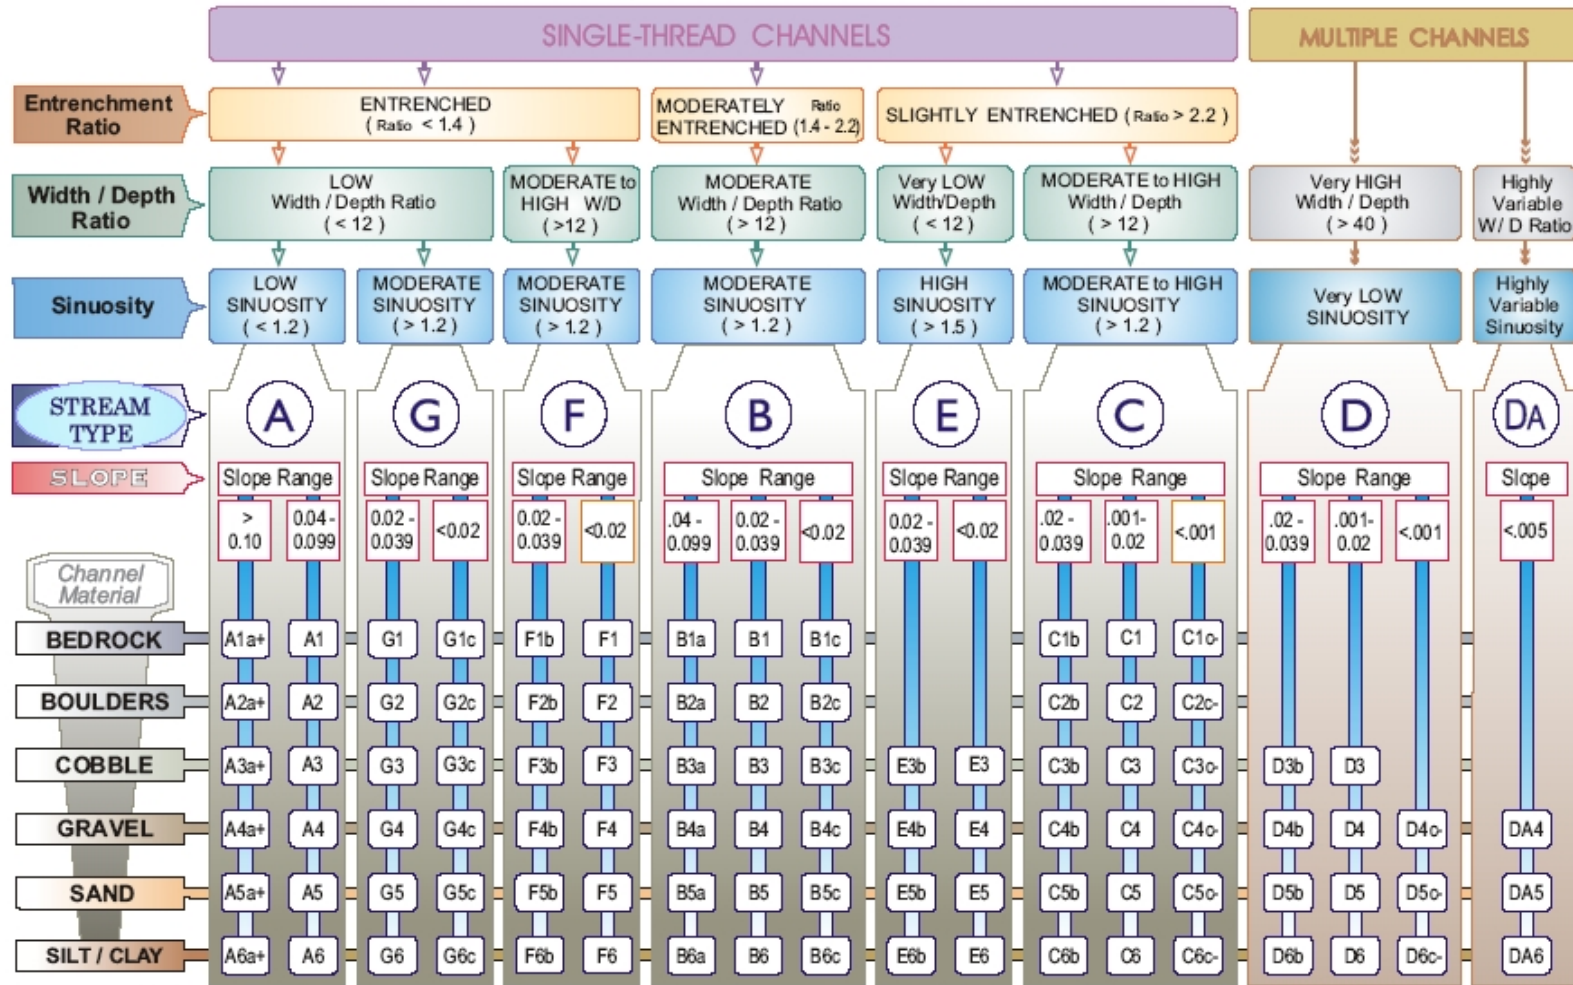 SINGLE-THREAD CHANNELS
MULTIPLE CHANNELS
Entrenchment
Ratio
ENTRENCHED
( Ratio < 1.4 )
MODERATELY Ratio
ENTRENCHED (1.4 - 2.2)
SLIGHTLY ENTRENCHED ( Ratio > 2.2 )
Width / Depth
Ratio
LOW
Width / Depth Ratio
( < 12 )
MODERATE to
HIGH W/D
( >12 )
MODERATE
Width / Depth Ratio
( > 12 )
Very LOW
Width/Depth
( < 12 )
MODERATE to HIGH
Width / Depth
( > 12 )
Very HIGH
Width / Depth
( > 40 )
Highly
Variable
W/ D Ratio
Sinuosity
LOW
SINUOSITY
( < 1.2 )
MODERATE
SINUOSITY
( > 1.2 )
MODERATE
SINUOSITY
( > 1.2 )
MODERATE
SINUOSITY
( > 1.2 )
HIGH
SINUOSITY
( > 1.5 )
MODERATE to HIGH
SINUOSITY
( > 1.2 )
Very LOW
SINUOSITY
Highly
Variable
Sinuosity
STREAM
TYPE
A G F B E C D DA
SLOPE
Slope Range Slope Range Slope Range Slope Range Slope Range Slope Range Slope Range Slope
>
0.10
0.04 -
0.099
0.02 -
0.039
<0.02
0.02 -
0.039
<0.02
.04 -
0.099
0.02 -
0.039
<0.02
0.02 -
0.039
<0.02
.02 -
0.039
.001-
0.02
<.001
.02 -
0.039
.001-
0.02
<.001
<.005
Channel
Material
BEDROCK A1a+ A1 G1 G1c F1b F1 B1a B1 B1c C1b C1 C1c-
BOULDERS A2a+ A2 G2 G2c F2b F2 B2a B2 B2c C2b C2 C2c-
COBBLE A3a+ A3 G3 G3c F3b F3 B3a B3 B3c E3b E3 C3b C3 C3c- D3b D3
GRAVEL A4a+ A4 G4 G4c F4b F4 B4a B4 B4c E4b E4 C4b C4 C4c- D4b D4 D4c- DA4
SAND A5a+ A5 G5 G5c F5b F5 B5a B5 B5c E5b E5 C5b C5 C5c- D5b D5 D5c- DA5
SILT / CLAY A6a+ A6 G6 G6c F6b F6 B6a B6 B6c E6b E6 C6b C6 C6c- D6b D6 D6c- DA6